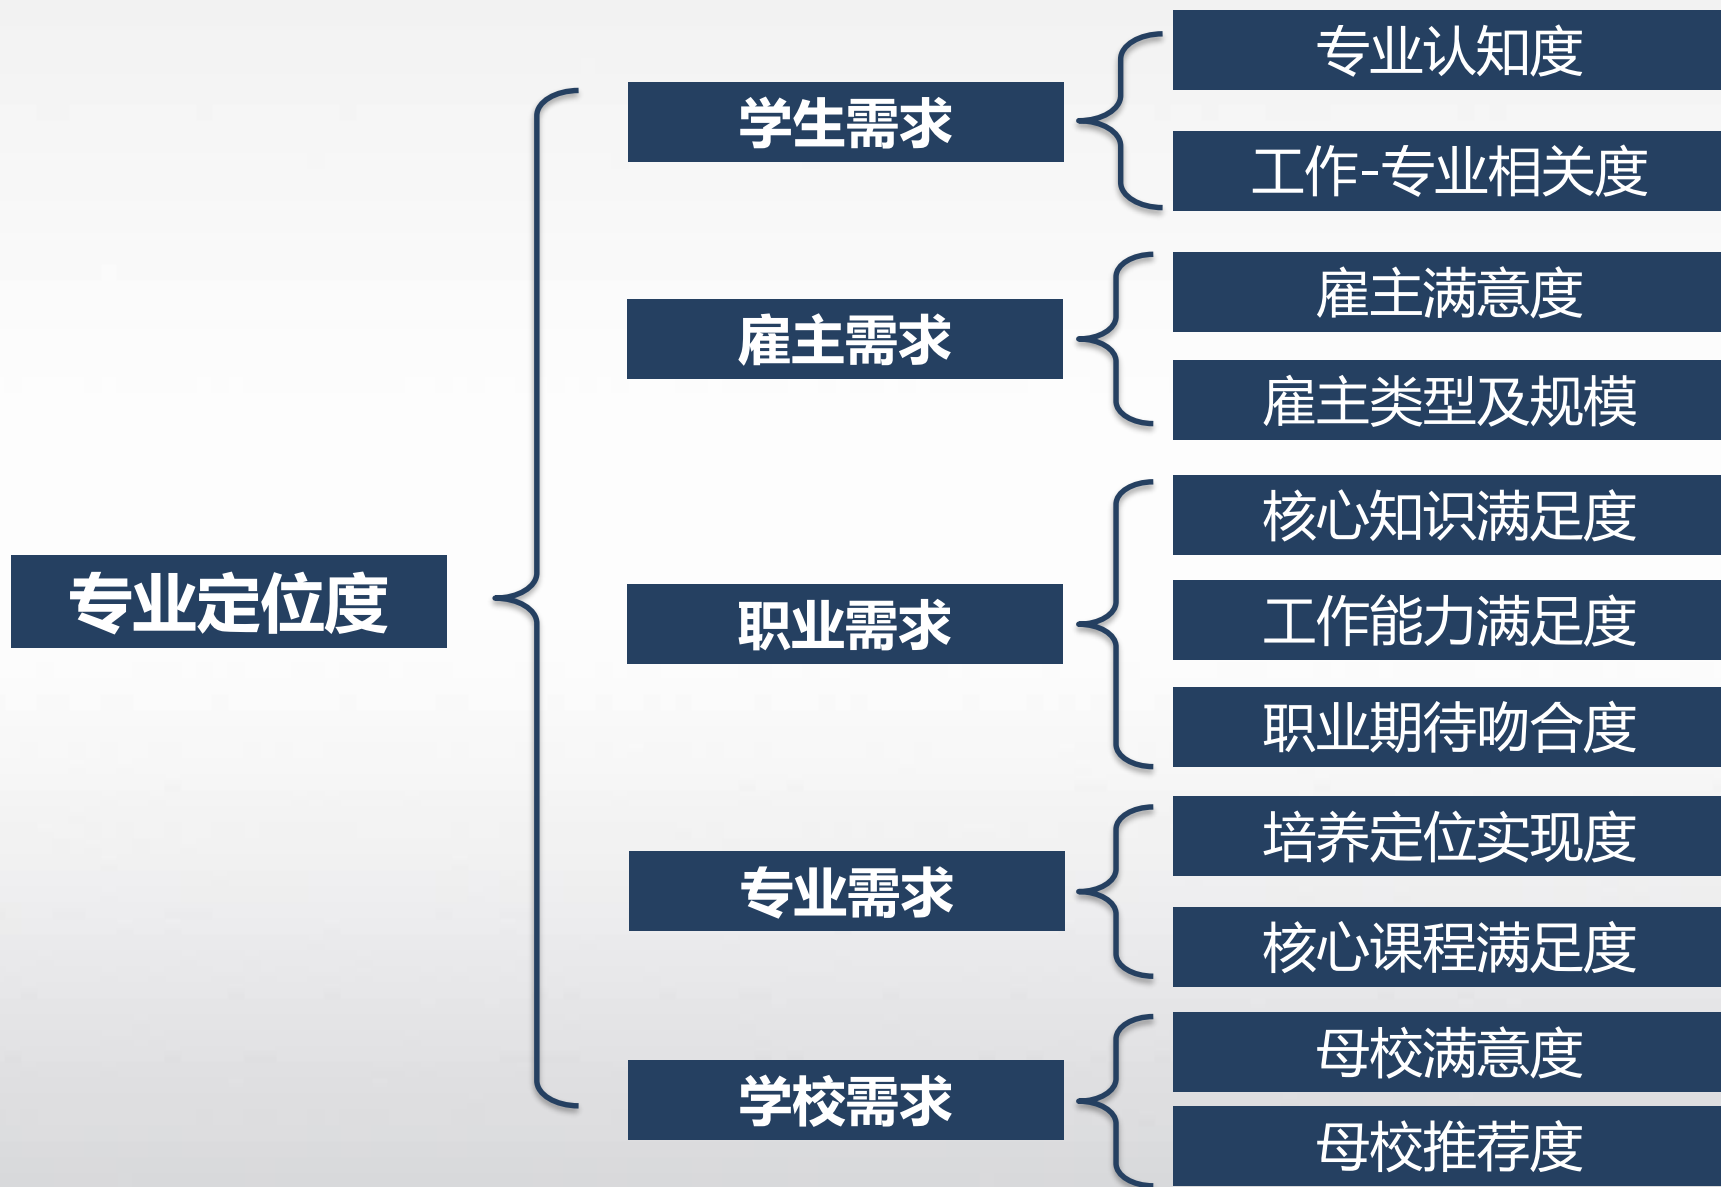 专业定位度
学生需求
专业认知度
工作-专业相关度
雇主需求
雇主满意度
雇主类型及规模
职业需求
核心知识满足度
工作能力满足度
职业期待吻合度
专业需求
培养定位实现度
核心课程满足度
学校需求
母校满意度
母校推荐度